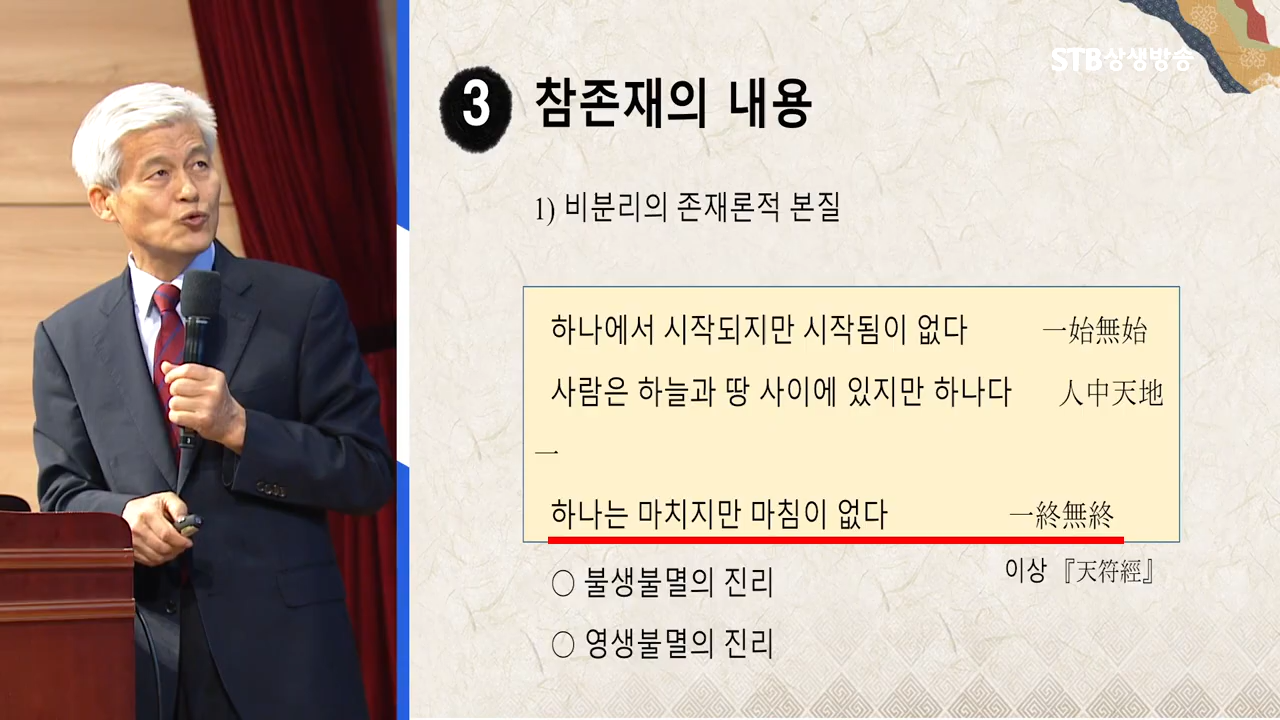 STB상생방송
3 참존재의 내용
1) 비분리의 존재론적 본질
하나에서 시작되지만 시작됨이 없다 一始無始
사람은 하늘과 땅 사이에 있지만 하나다 人中天地
一
하나는 마치지만 마침이 없다 一終無終
이상 『天符經』
○ 불생불멸의 진리
○ 영생불멸의 진리